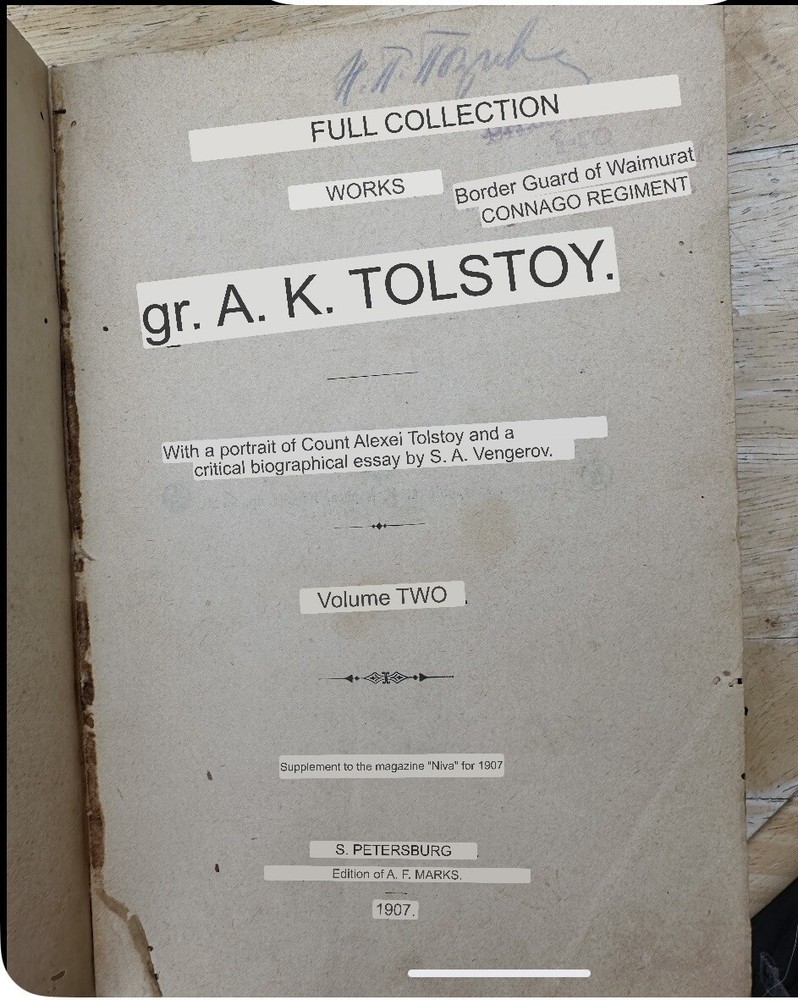 FULL COLLECTION
WORKS
Border Guard of Waimurat
CONNAGO REGIMENT
gr. A. K. TOLSTOY.
With a portrait of Count Alexei Tolstoy and a
critical biographical essay by S. A. Vengerov.
Volume TWO
Supplement to the magazine "Niva" for 1907
S. PETERSBURG
Edition of A. F. MARKS.
1907.